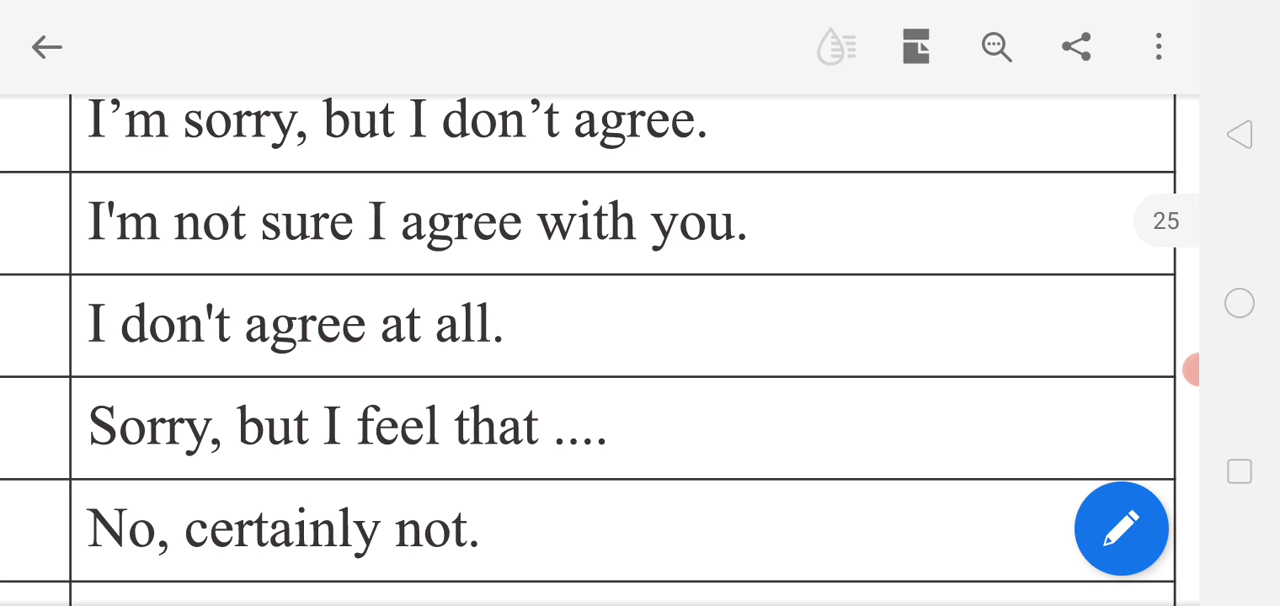 I’m sorry, but I don’t agree.
I'm not sure I agree with you.
25
I don't agree at all.
Sorry, but I feel that ....
No, certainly not.